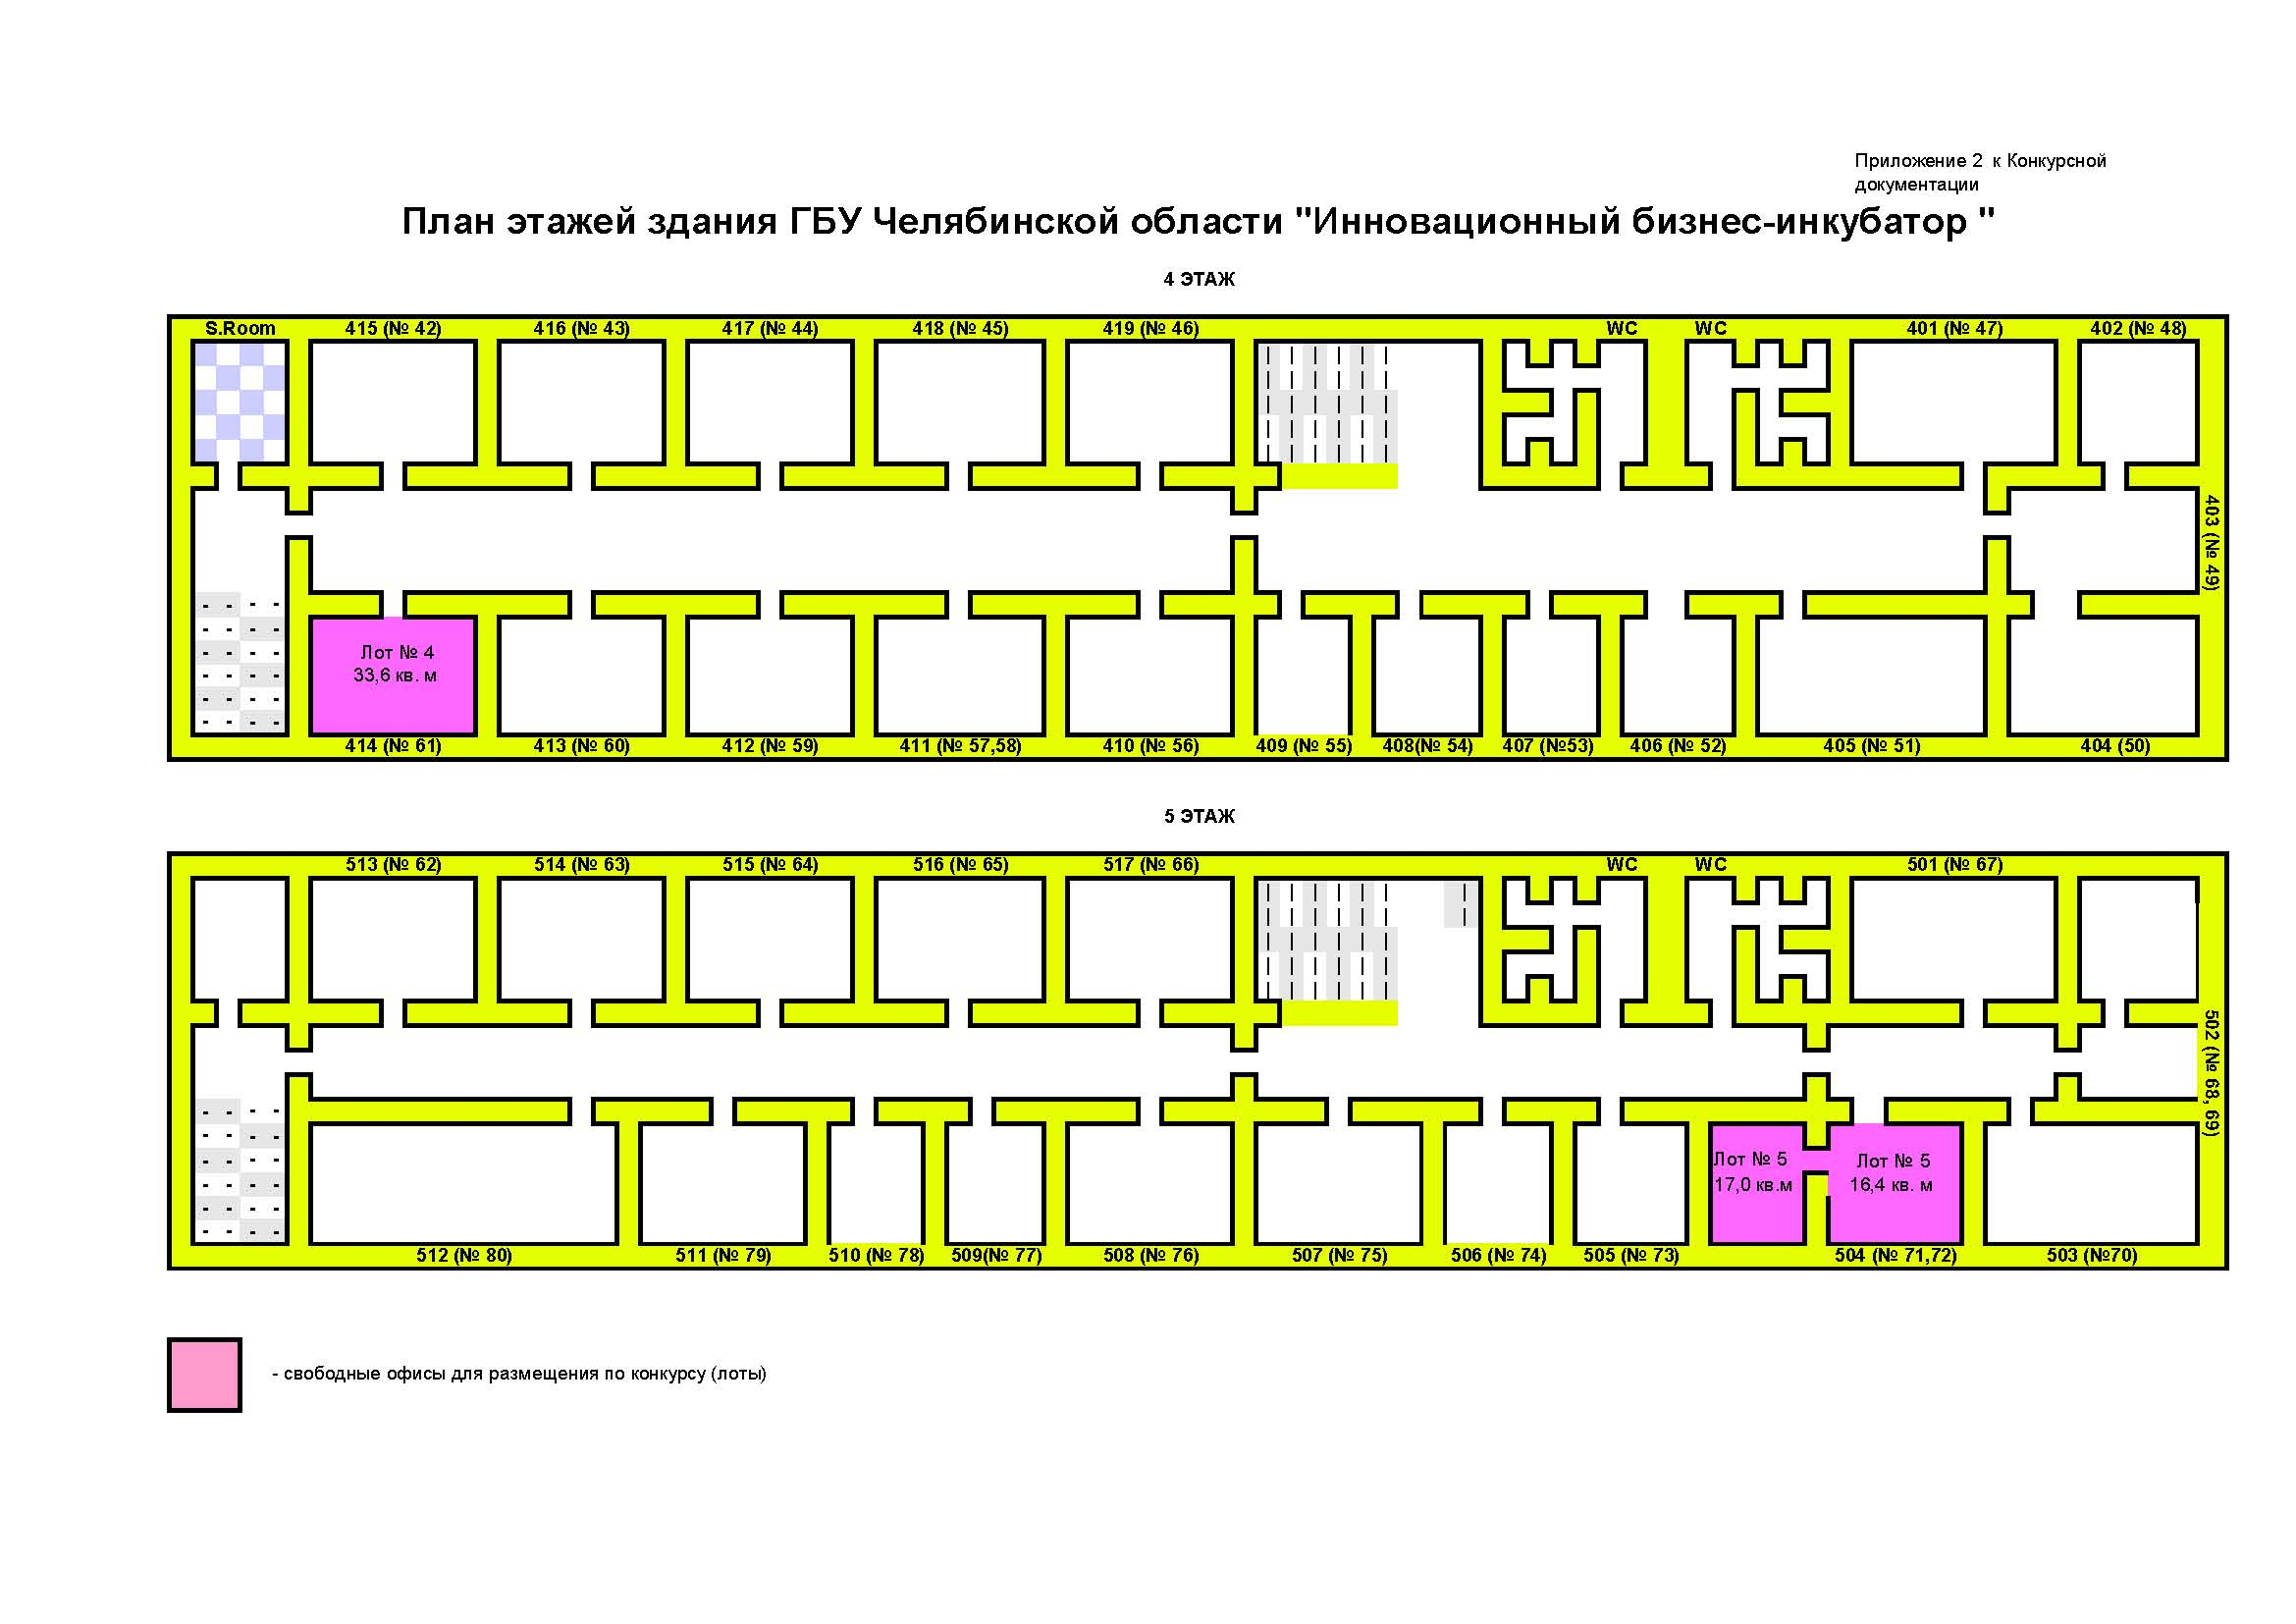 Приложение 2 к Конкурсной
документации
План этажей здания ГБУ Челябинской области "Инновационный бизнес-инкубатор "
4 ЭТАЖ
S.Room 415 (№ 42) 416 (№ 43) 417 (№ 44) 418 (№ 45) 419 (№ 46) WC WC 401 (№ 47) 402 (№ 48)
403 (№ 49)
Лот № 4
33,6 кв. м
414 (№ 61) 413 (№ 60) 412 (№ 59) 411 (№ 57,58) 410 (№ 56) 409 (№ 55) 408(№ 54) 407 (№53) 406 (№ 52) 405 (№ 51) 404 (50)
5 ЭТАЖ
513 (№ 62) 514 (№ 63) 515 (№ 64) 516 (№ 65) 517 (№ 66) WC WC 501 (№ 67)
502 (№ 68, 69)
Лот № 5 Лот № 5
17,0 кв.м 16,4 кв. м
512 (№ 80) 511 (№ 79) 510 (№ 78) 509(№ 77) 508 (№ 76) 507 (№ 75) 506 (№ 74) 505 (№ 73) 504 (№ 71,72) 503 (№70)
- свободные офисы для размещения по конкурсу (лоты)